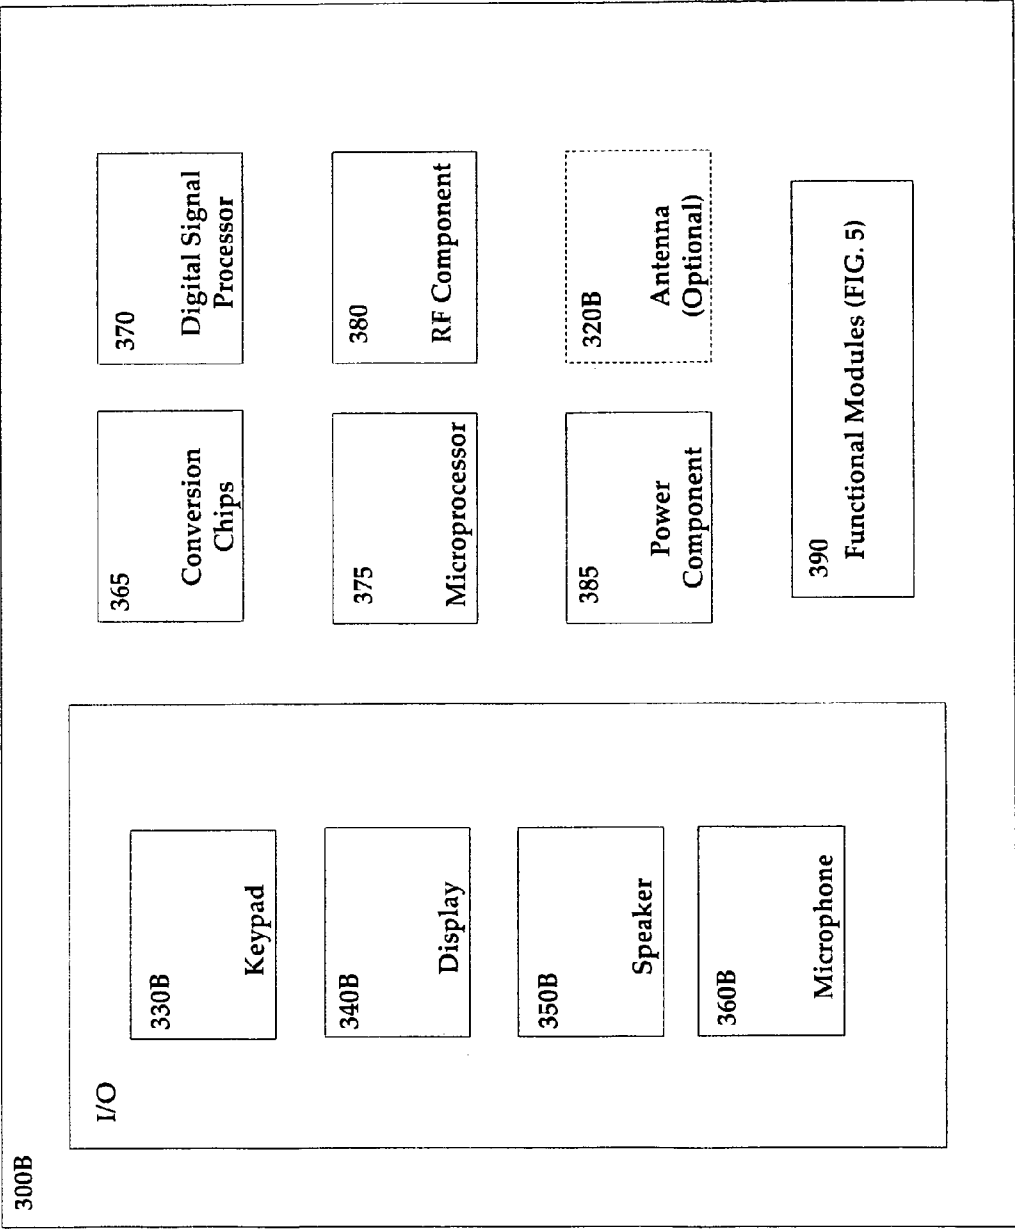 300B
I/O
330B
Keypad
340B
Display
350B
Speaker
360B
Microphone
365
Conversion
Chips
370
Digital Signal
Processor
375
Microprocessor
380
RF Component
385
Power
Component
320B
Antenna
(Optional)
390
Functional Modules (FIG. 5)